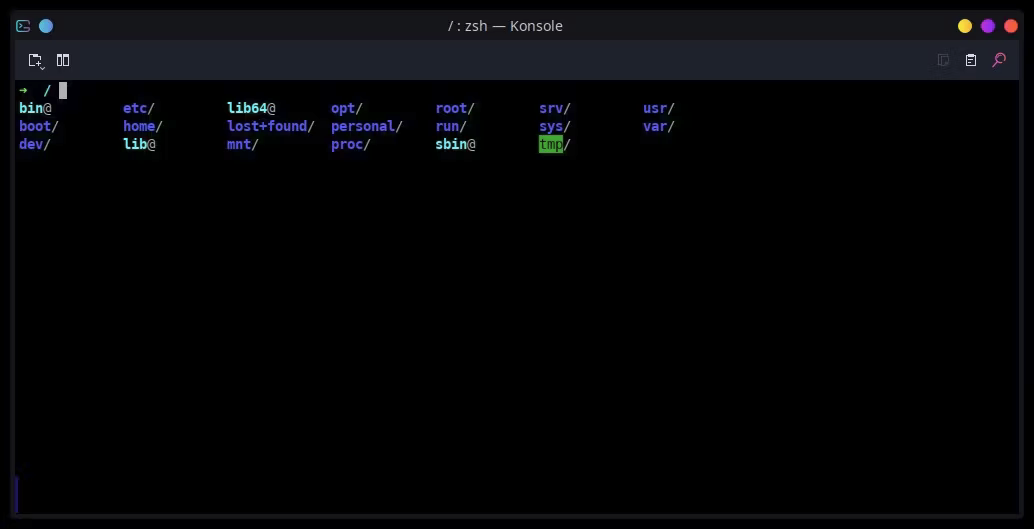 / : zsh — Konsole
➜ /
bin@ etc/ lib64@ opt/ root/ srv/ usr/
boot/ home/ lost+found/ personal/ run/ sys/ var/
dev/ lib@ mnt/ proc/ sbin@ tmp/